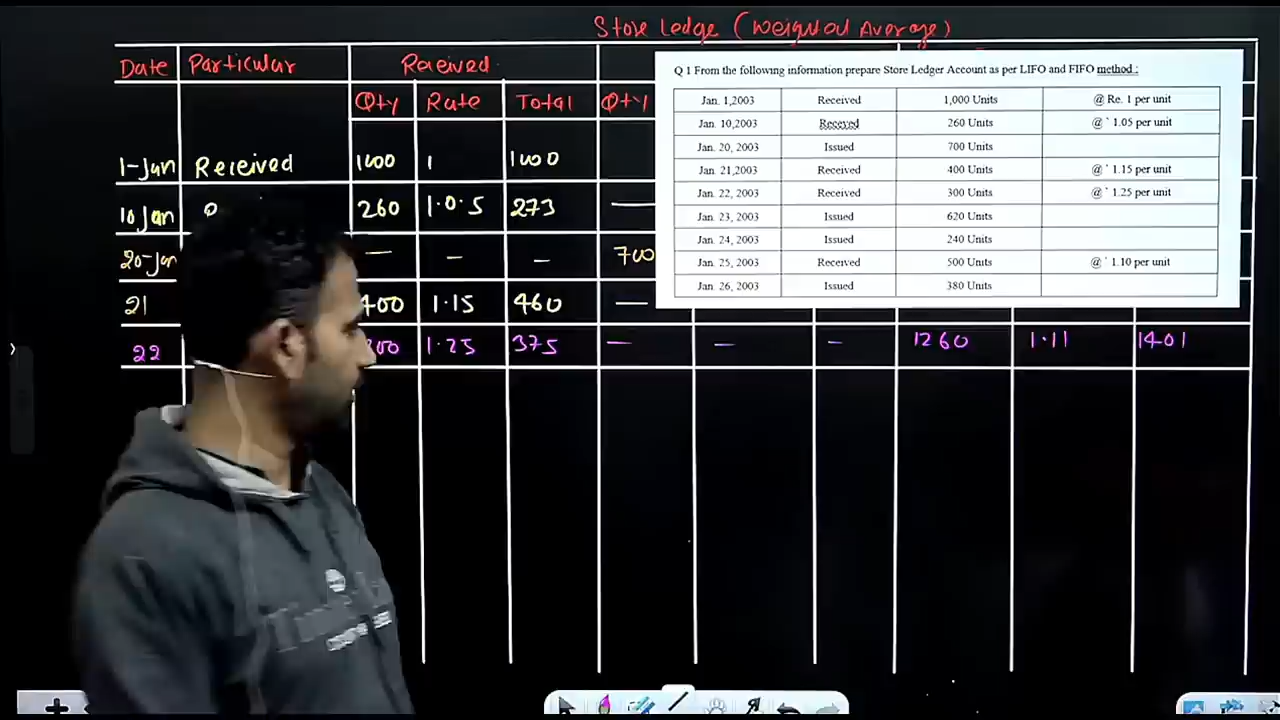 Store Ledge (Weighted Average)
Date Particular Received
Qty Rate Total Qty
1-Jan Received 1000 1 1000
10 Jan 260 1.0.5 273 —
20-Jan — — — 700
21 400 1.15 460 —
22 300 1.25 375 — — — 1260 1.11 1401
Q 1 From the following information prepare Store Ledger Account as per LIFO and FIFO method :
Jan. 1,2003 Received 1,000 Units @ Re. 1 per unit
Jan. 10,2003 Receved 260 Units @ ` 1.05 per unit
Jan. 20, 2003 Issued 700 Units
Jan. 21,2003 Received 400 Units @ ` 1.15 per unit
Jan. 22, 2003 Received 300 Units @ ` 1.25 per unit
Jan. 23, 2003 Issued 620 Units
Jan. 24, 2003 Issued 240 Units
Jan. 25, 2003 Received 500 Units @ ` 1.10 per unit
Jan. 26, 2003 Issued 380 Units